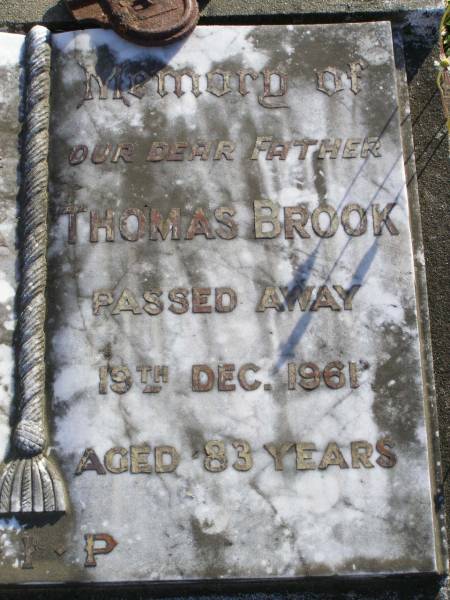 Memory of
OUR DEAR FATHER
THOMAS BROOK
PASSED AWAY
19TH DEC. 1961
AGED 83 YEARS
P